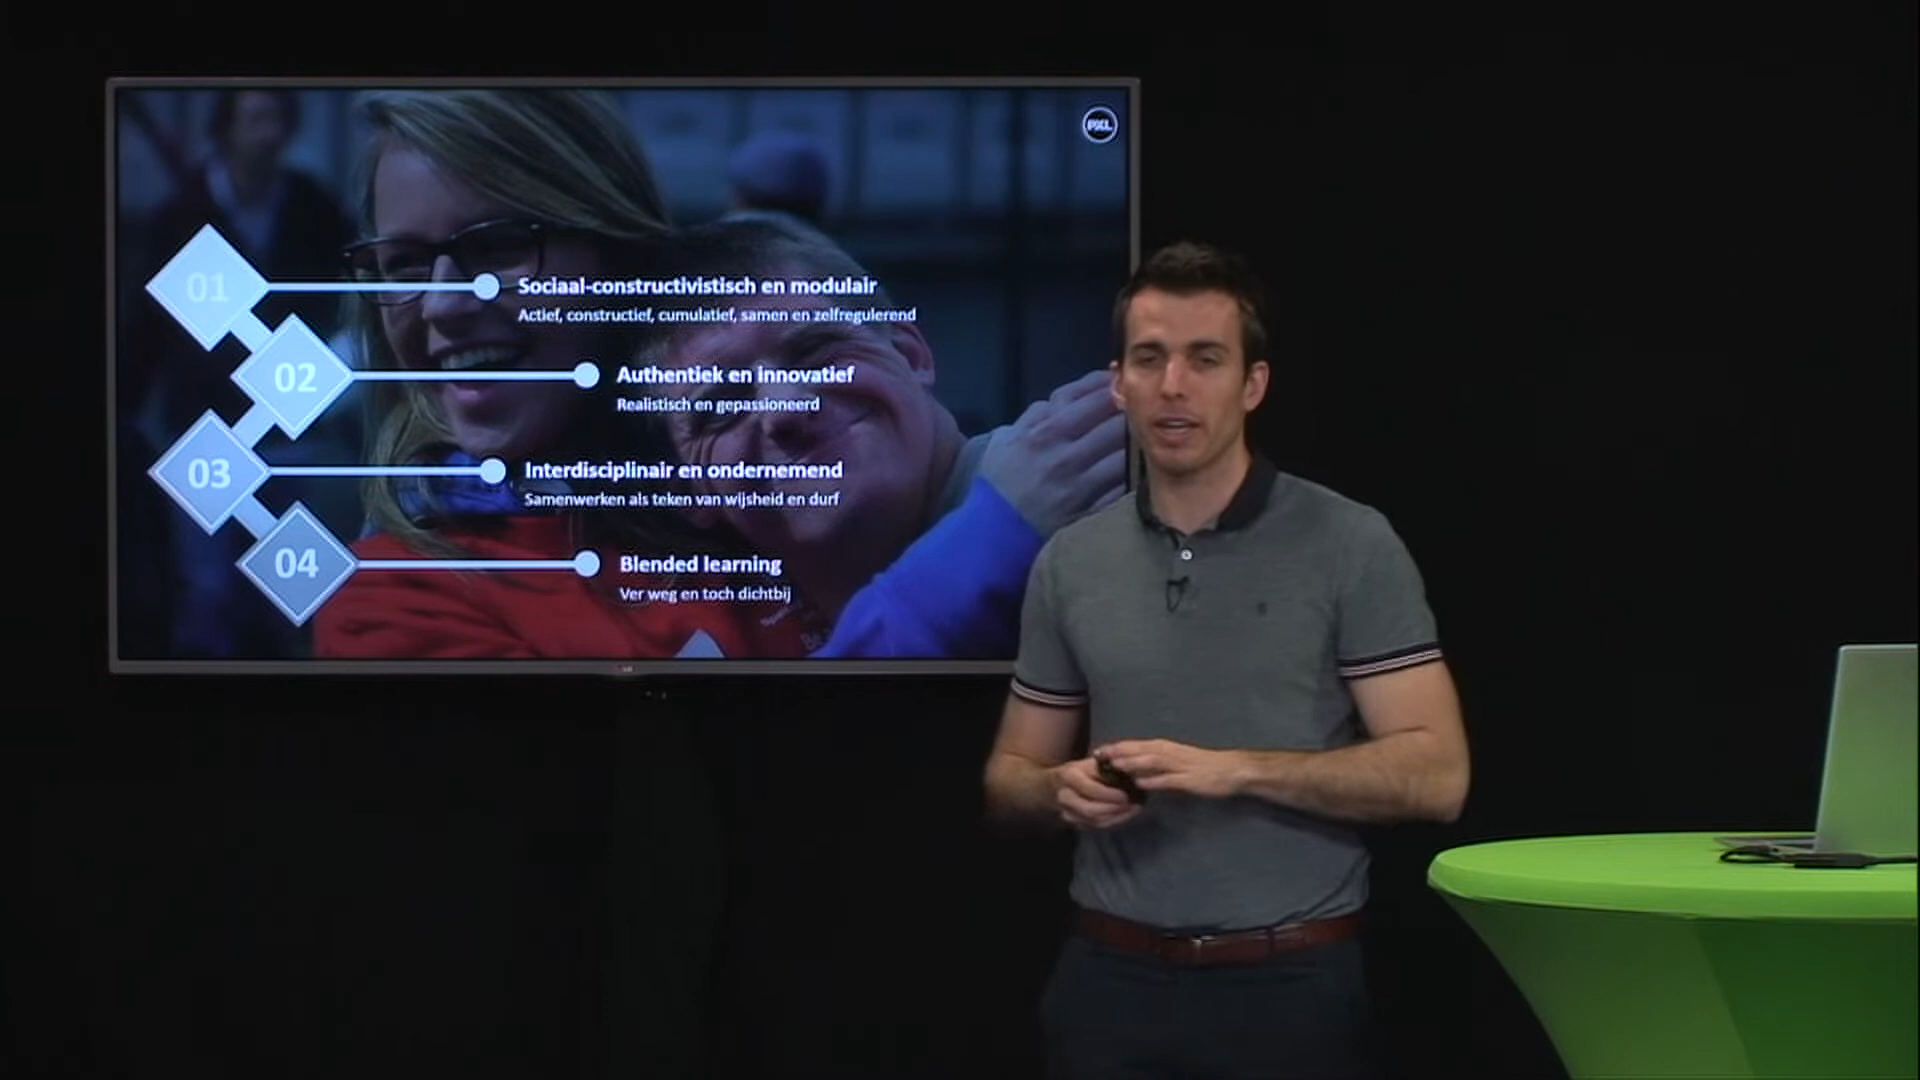 PXL
01
Sociaal-constructivistisch en modulair
Actief, constructief, cumulatief, samen en zelfregulerend
02
Authentiek en innovatief
Realistisch en gepassioneerd
03
Interdisciplinair en ondernemend
Samenwerken als teken van wijsheid en durf
04
Blended learning
Ver weg en toch dichtbij